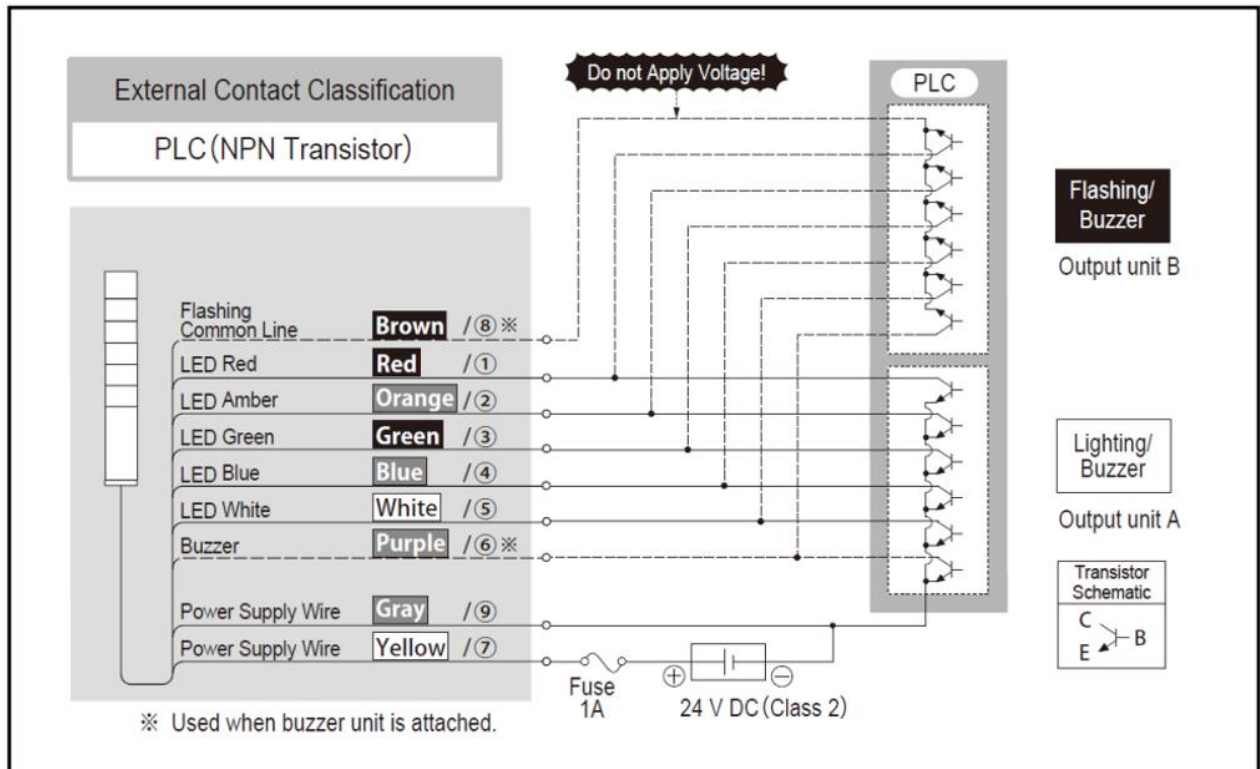 External Contact Classification
PLC(NPN Transistor)
Do not Apply Voltage!
PLC
Flashing/
Buzzer
Output unit B
Flashing
Common Line Brown /⑧ ※
LED Red Red /①
LED Amber Orange /②
LED Green Green /③
LED Blue Blue /④
LED White White /⑤
Buzzer Purple /⑥ ※
Power Supply Wire Gray /⑨
Power Supply Wire Yellow /⑦
Lighting/
Buzzer
Output unit A
Transistor
Schematic
C
B
E
⊕ ⊖
Fuse
1A
24 V DC(Class 2)
※ Used when buzzer unit is attached.